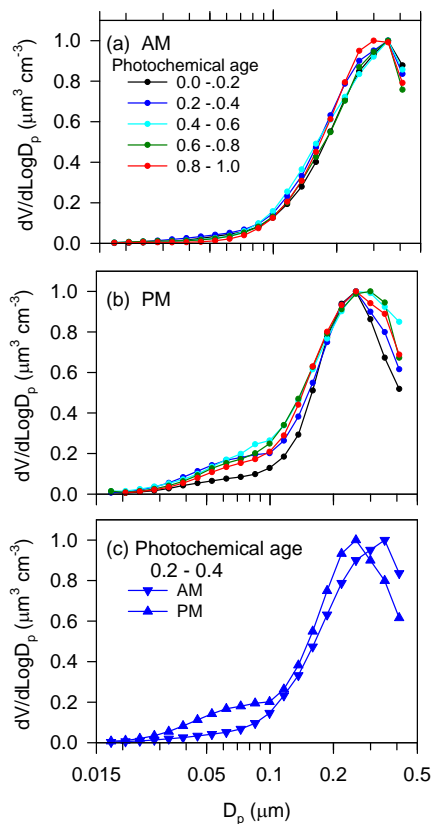 (a) AM
Photochemical age
0.0 -.0.2
0.2 -.0.4
0.4 - 0.6
0.6 -.0.8
0.8 - 1.0
dV/dLogDp (μm³ cm⁻³)
1.0
0.8
0.6
0.4
0.2
0.0
(b) PM
dV/dLogDp (μm³ cm⁻³)
1.0
0.8
0.6
0.4
0.2
0.0
(c) Photochemical age
0.2 - 0.4
AM
PM
dV/dLogDp (μm³ cm⁻³)
1.0
0.8
0.6
0.4
0.2
0.0
0.015 0.05 0.1 0.2 0.5
Dp (μm)